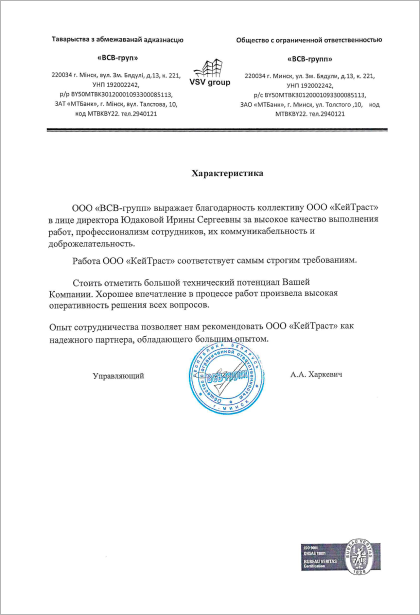 Таварыства з абмежаванай адказнасцю
«ВСВ-груп»
220034 г. Мінск, вул. Зм. Бядулі, д.13, к. 221,
УНП 192002242,
р/р BY50MTBK30120001093300085113,
ЗАТ «МТБанк», г. Мінск, вул. Талстова, 10,
код MTBKBY22. тел.2940121
VSV group
Общество с ограниченной ответственностью
«ВСВ-групп»
220034 г. Минск, ул. Зм. Бядули, д.13, к. 221,
УНП 192002242,
р/с BY50MTBK30120001093300085113,
ЗАО «МТБанк», г. Минск, ул. Толстого ,10, код
MTBKBY22. тел.2940121
Характеристика
ООО «ВСВ-групп» выражает благодарность коллективу ООО «КейТраст»
в лице директора Юдаковой Ирины Сергеевны за высокое качество выполнения
работ, профессионализм сотрудников, их коммуникабельность и
доброжелательность.
Работа ООО «КейТраст» соответствует самым строгим требованиям.
Стоить отметить большой технический потенциал Вашей
Компании. Хорошее впечатление в процессе работ произвела высокая
оперативность решения всех вопросов.
Опыт сотрудничества позволяет нам рекомендовать ООО «КейТраст» как
надежного партнера, обладающего большим опытом.
Управляющий
А.А. Харкевич
ISO 9001
OHSAS 18001
BUREAU VERITAS
Certification